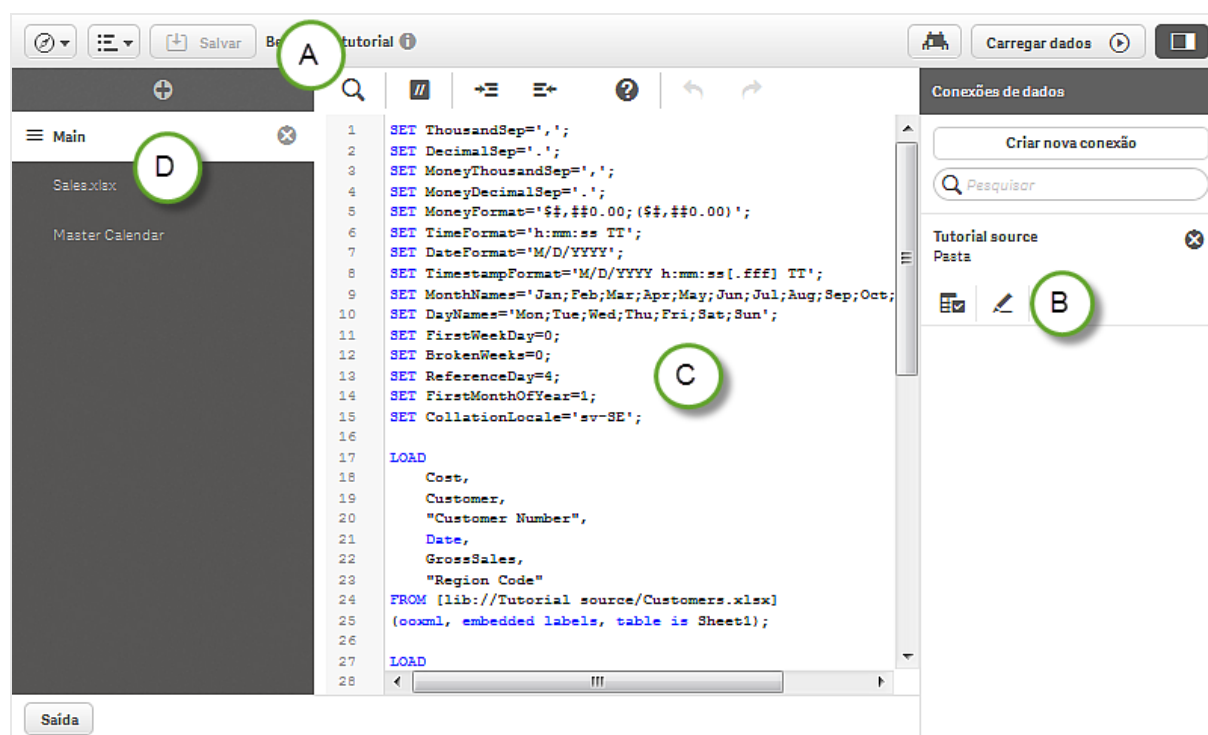 Salvar
Be
tutorial
A
Carregar dados
//
Conexões de dados
Main
D
Sales.xlsx
Master Calendar
1 SET ThousandSep=',';
2 SET DecimalSep='.';
3 SET MoneyThousandSep=',';
4 SET MoneyDecimalSep='.';
5 SET MoneyFormat='$#,##0.00;($#,##0.00)';
6 SET TimeFormat='h:mm:ss TT';
7 SET DateFormat='M/D/YYYY';
8 SET TimestampFormat='M/D/YYYY h:mm:ss[.fff] TT';
9 SET MonthNames='Jan;Feb;Mar;Apr;May;Jun;Jul;Aug;Sep;Oct;
10 SET DayNames='Mon;Tue;Wed;Thu;Fri;Sat;Sun';
11 SET FirstWeekDay=0;
12 SET BrokenWeeks=0;
13 SET ReferenceDay=4;
14 SET FirstMonthOfYear=1;
15 SET CollationLocale='sv-SE';
16
17 LOAD
18 Cost,
19 Customer,
20 "Customer Number",
21 Date,
22 GrossSales,
23 "Region Code"
24 FROM [lib://Tutorial source/Customers.xlsx]
25 (ooxml, embedded labels, table is Sheet1);
26
27 LOAD
28
C
Criar nova conexão
Pesquisar
Tutorial source
Pasta
B
Saída